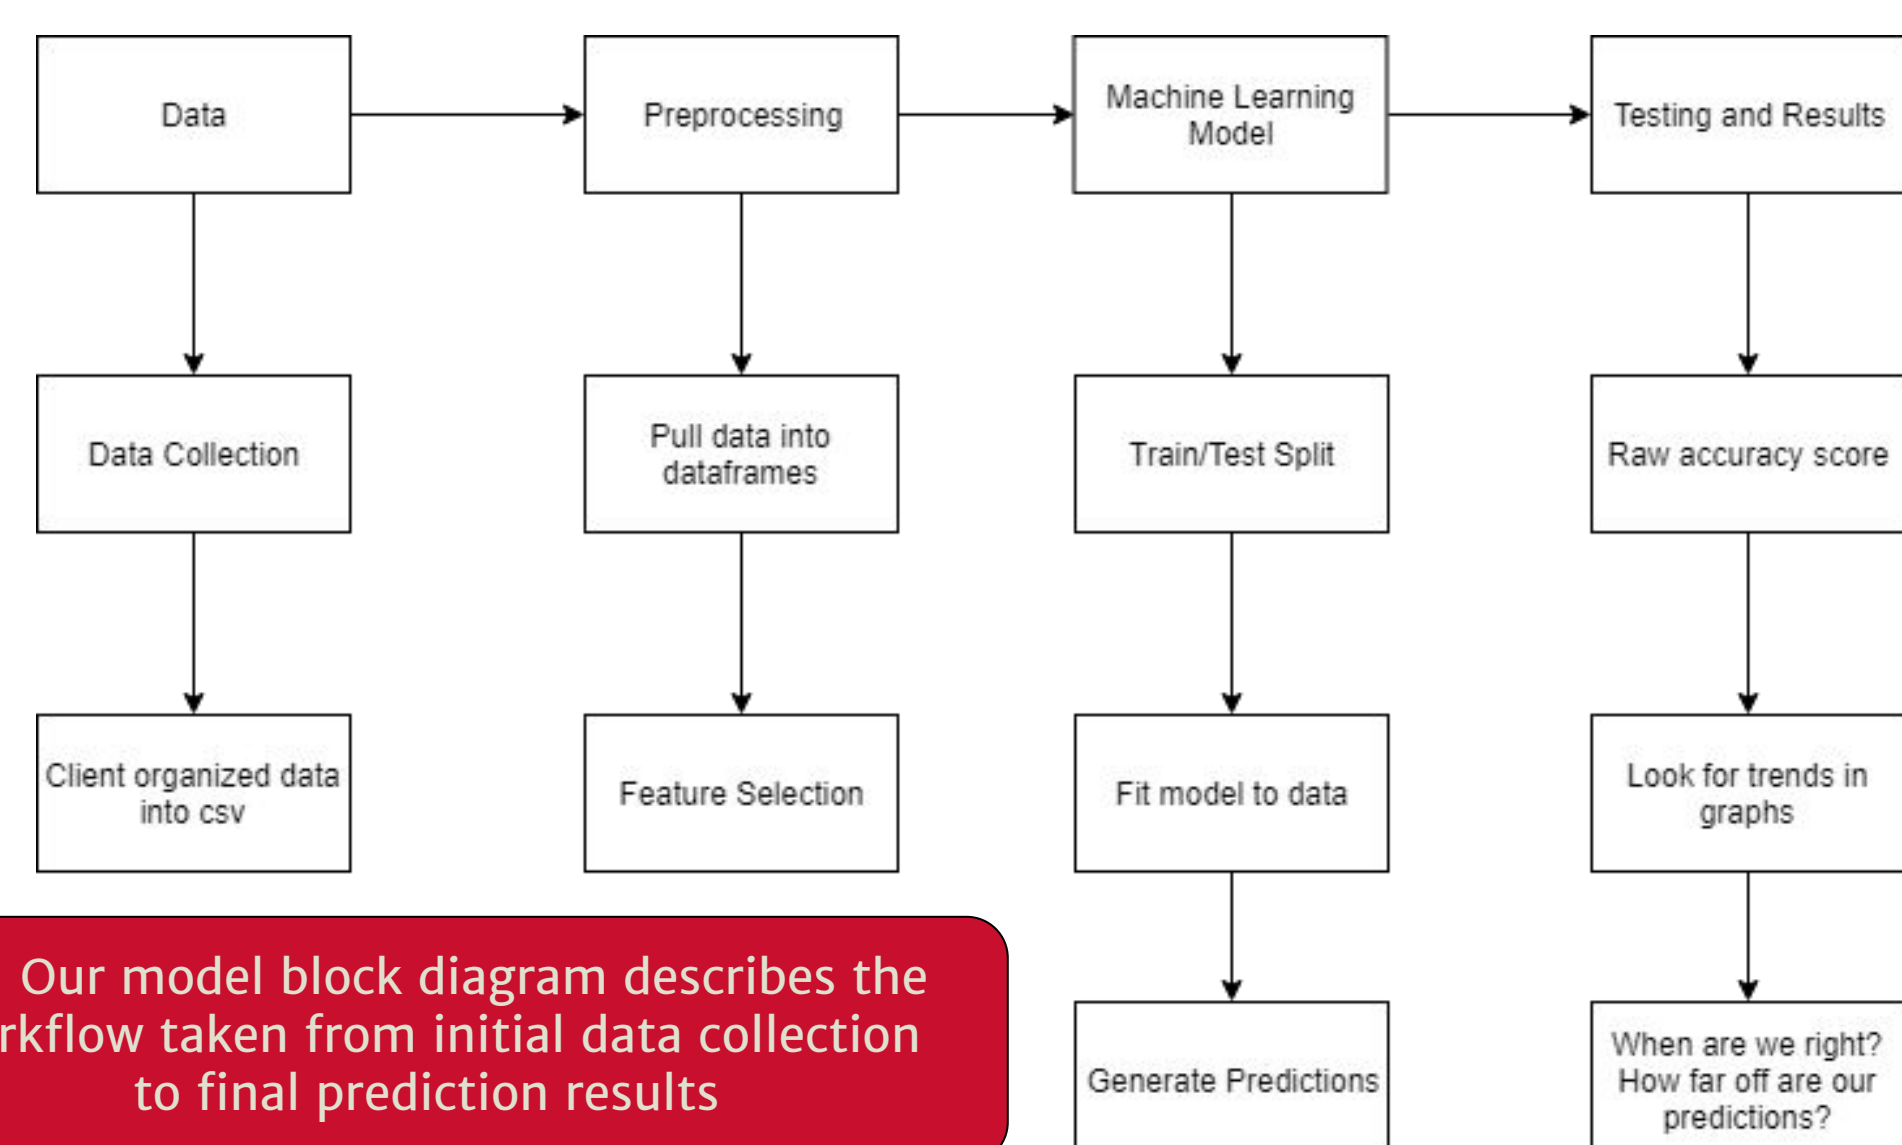 Data
Preprocessing
Machine Learning
Model
Testing and Results
Data Collection
Pull data into
dataframes
Train/Test Split
Raw accuracy score
Client organized data
into csv
Feature Selection
Fit model to data
Look for trends in
graphs
Our model block diagram describes the
rkflow taken from initial data collection
to final prediction results
Generate Predictions
When are we right?
How far off are our
predictions?